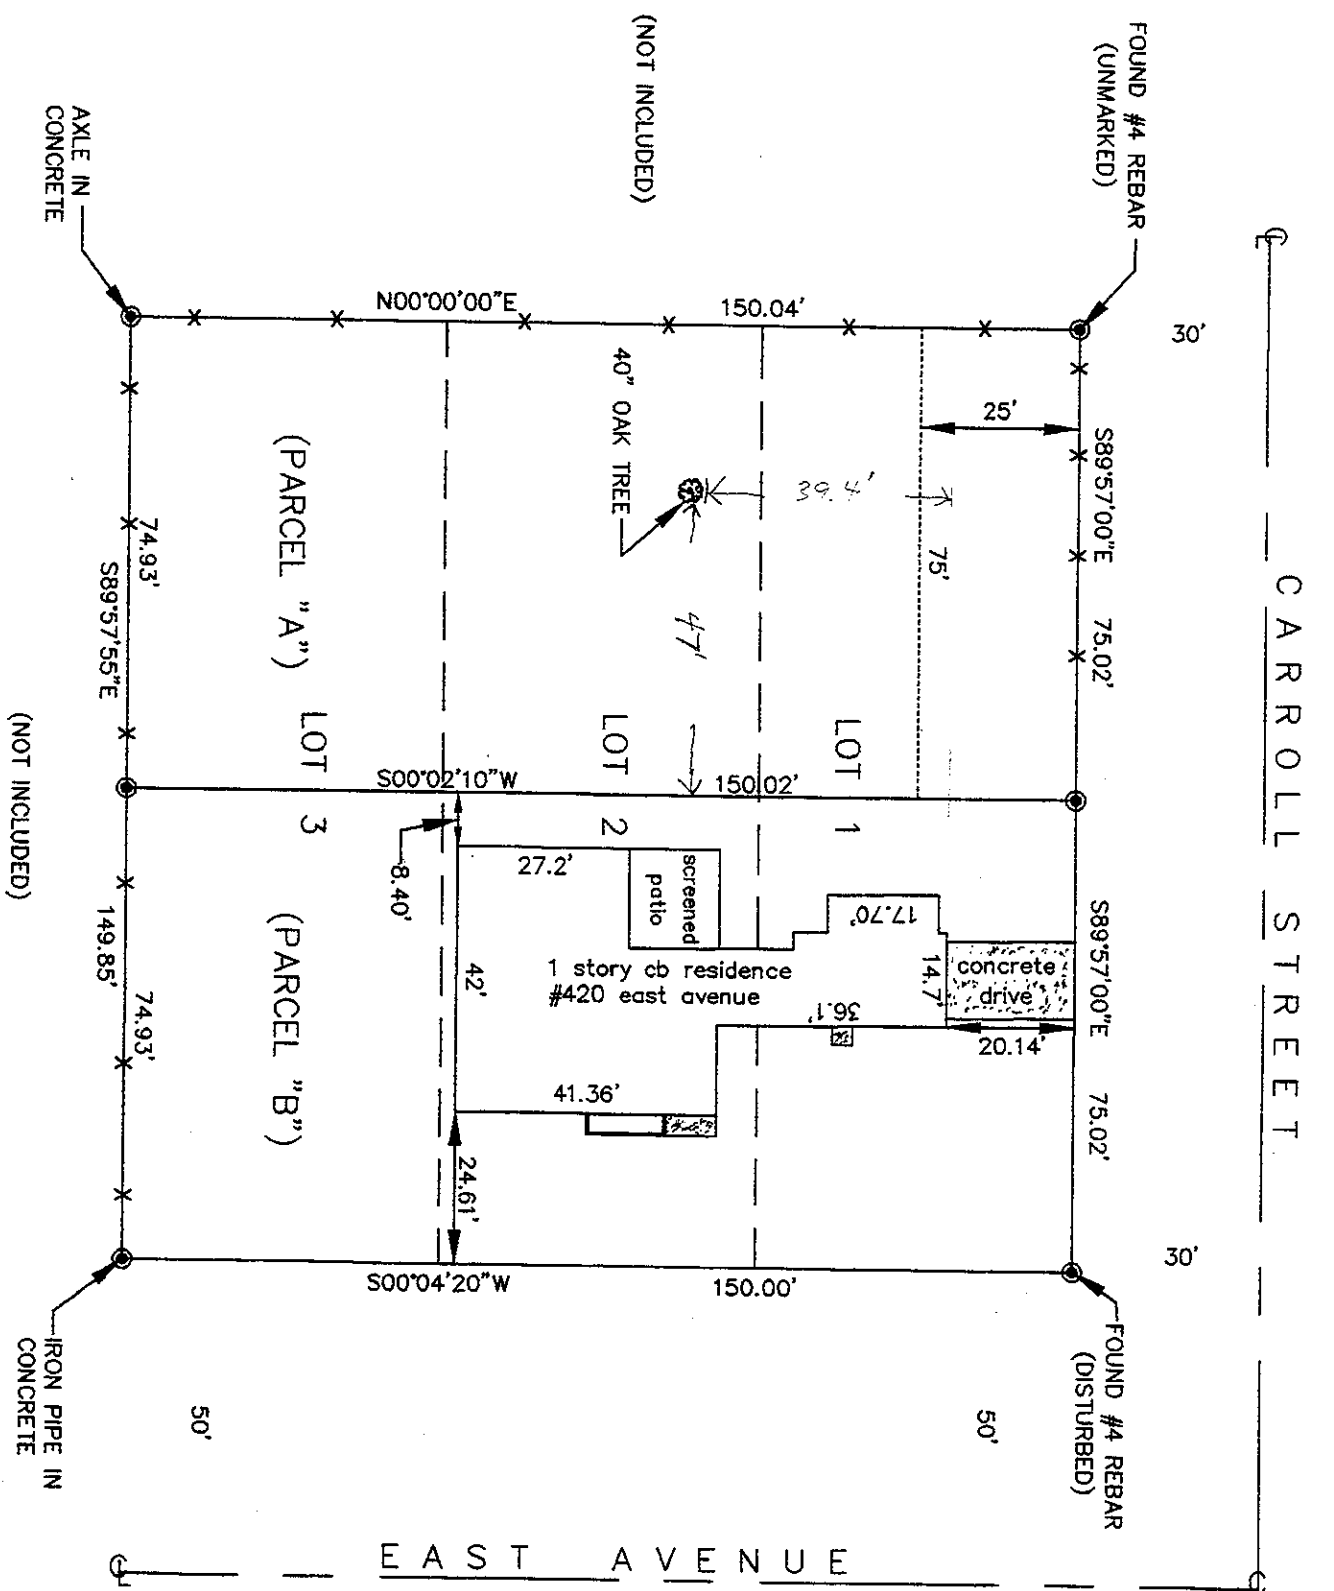 CARROLL STREET
FOUND #4 REBAR
(UNMARKED)
30'
S89°57'00"E
75.02'
S89°57'00"E
75.02'
30'
FOUND #4 REBAR
(DISTURBED)
25'
75'
39.4'
47'
40" OAK TREE
(NOT INCLUDED)
150.04'
N00°00'00"E
LOT 1
LOT 2
LOT 3
(PARCEL "A")
(PARCEL "B")
150.02'
S00°02'10"W
concrete
drive
20.14'
14.7'
17.70'
36.1'
screened
patio
27.2'
1 story cb residence
#420 east avenue
42'
8.40'
41.36'
24.61'
150.00'
S00°04'20"W
50'
50'
EAST AVENUE
AXLE IN
CONCRETE
74.93'
S89°57'55"E
149.85'
74.93'
(NOT INCLUDED)
IRON PIPE IN
CONCRETE